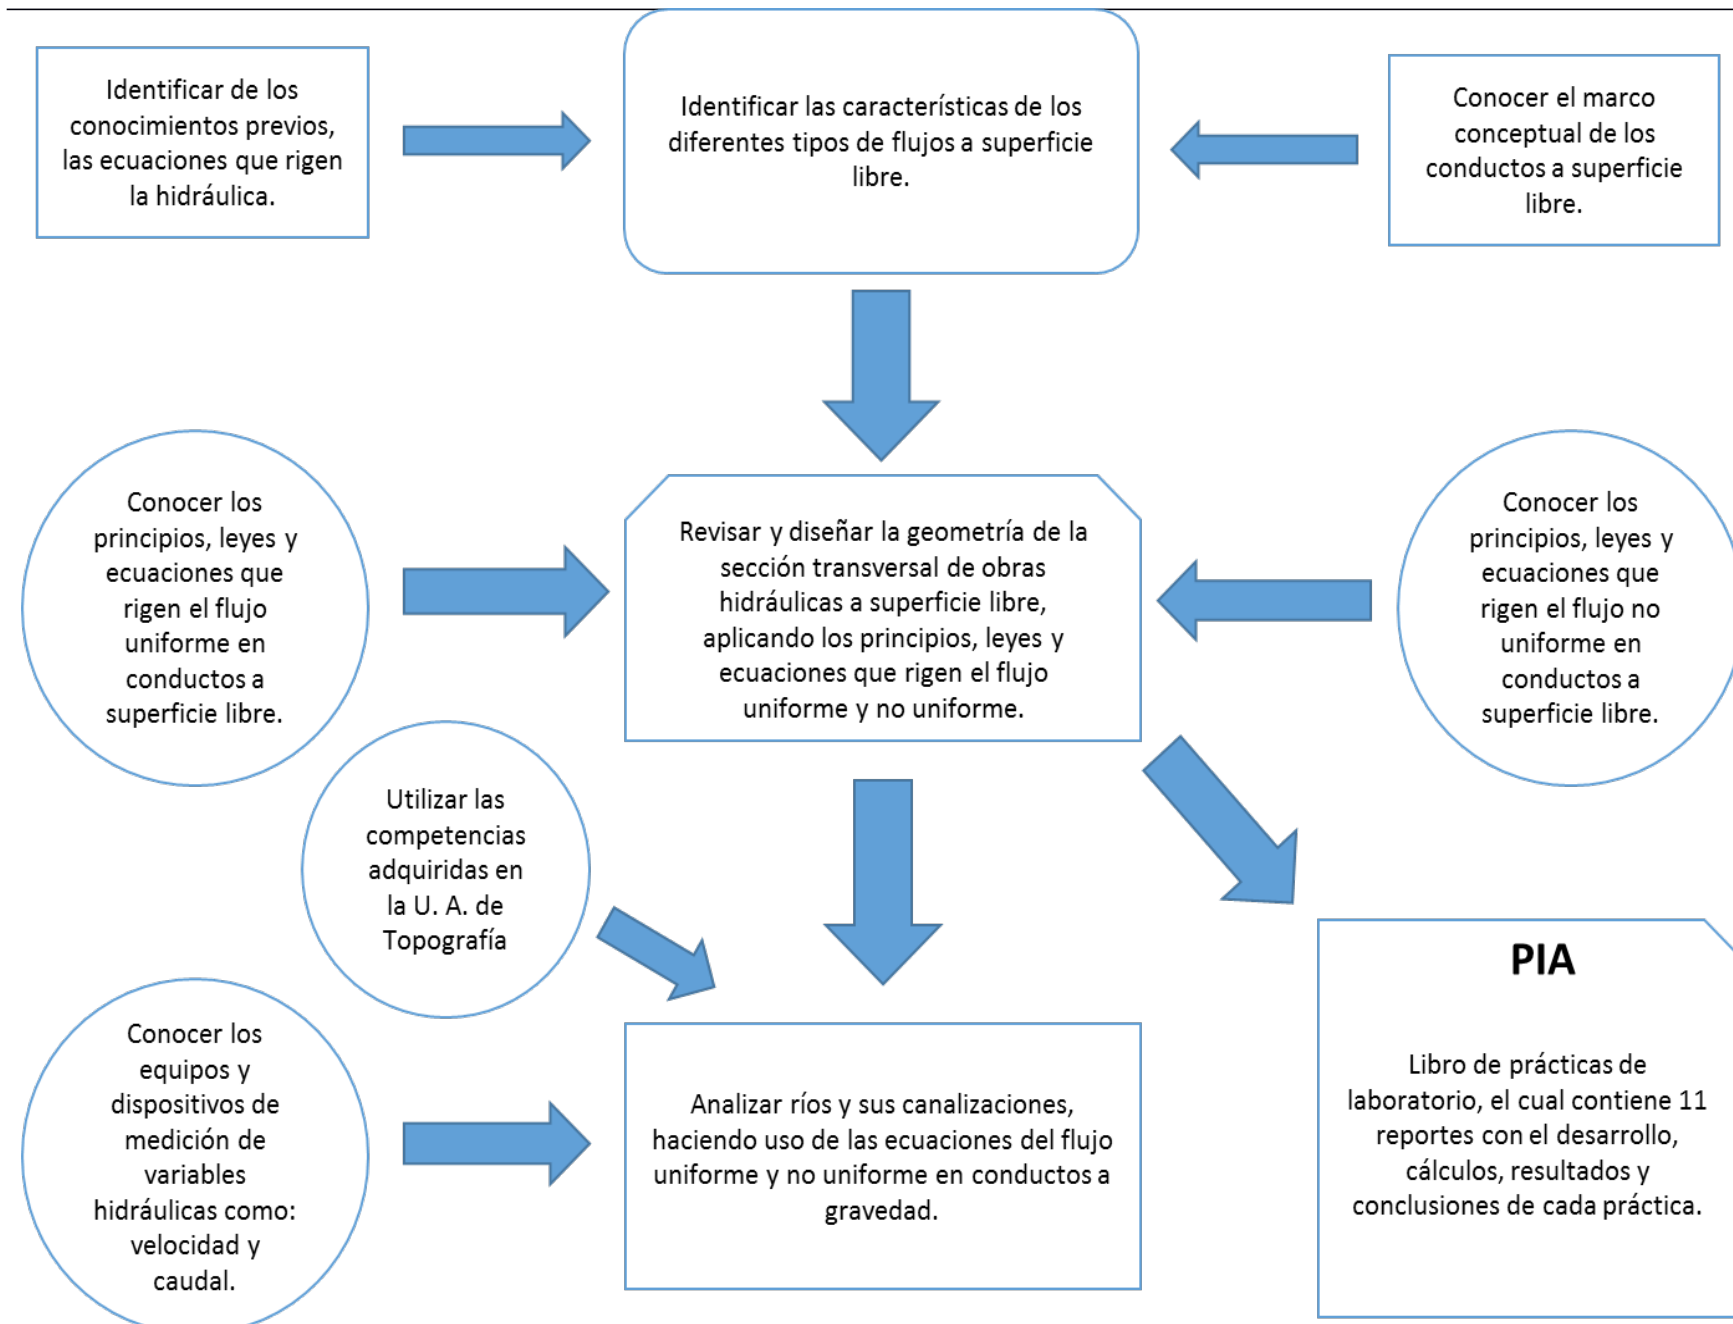 Identificar de los
conocimientos previos,
las ecuaciones que rigen
la hidráulica.
Identificar las características de los
diferentes tipos de flujos a superficie
libre.
Conocer el marco
conceptual de los
conductos a superficie
libre.
Conocer los
principios, leyes y
ecuaciones que
rigen el flujo
uniforme en
conductos a
superficie libre.
Revisar y diseñar la geometría de la
sección transversal de obras
hidráulicas a superficie libre,
aplicando los principios, leyes y
ecuaciones que rigen el flujo
uniforme y no uniforme.
Conocer los
principios, leyes y
ecuaciones que
rigen el flujo no
uniforme en
conductos a
superficie libre.
Utilizar las
competencias
adquiridas en
la U. A. de
Topografía
Conocer los
equipos y
dispositivos de
medición de
variables
hidráulicas como:
velocidad y
caudal.
Analizar ríos y sus canalizaciones,
haciendo uso de las ecuaciones del flujo
uniforme y no uniforme en conductos a
gravedad.
PIA
Libro de prácticas de
laboratorio, el cual contiene 11
reportes con el desarrollo,
cálculos, resultados y
conclusiones de cada práctica.